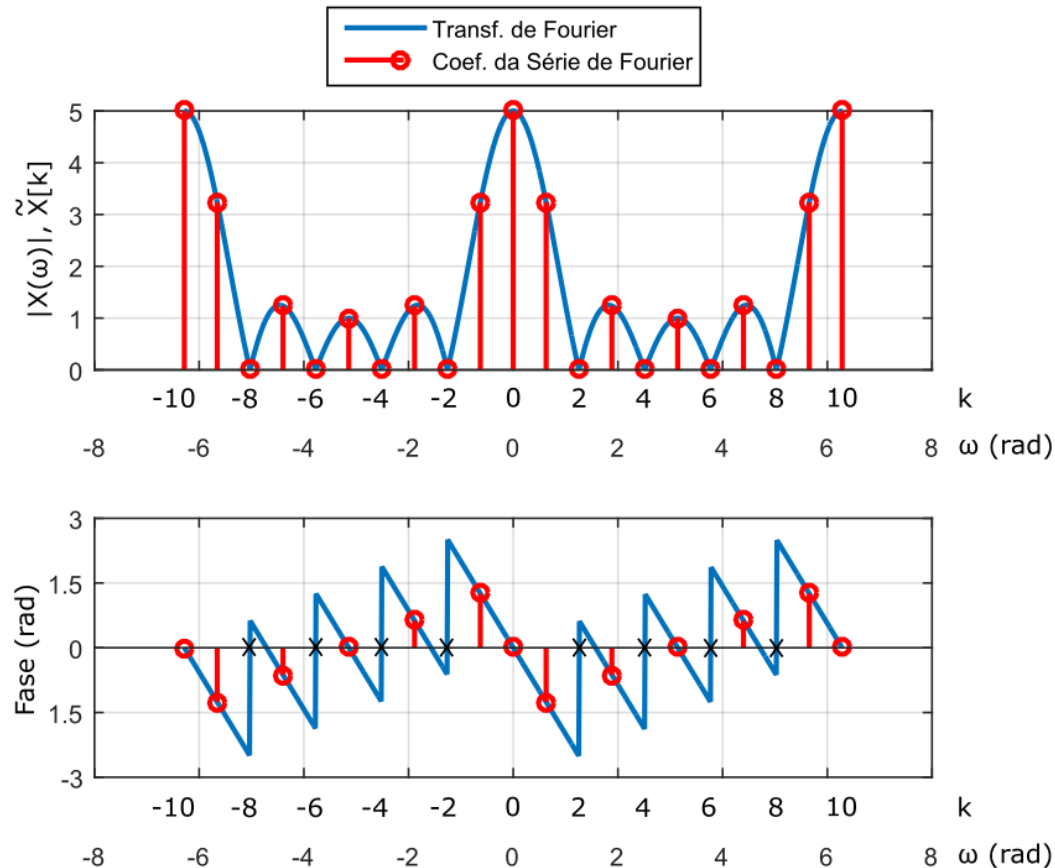 Transf. de Fourier
Coef. da Série de Fourier
|X(ω)|, X̃[k]
5
4
3
2
1
0
-10 -8 -6 -4 -2 0 2 4 6 8 10 k
-8 -6 -4 -2 0 2 4 6 8 ω (rad)
Fase (rad)
3
1.5
0
1.5
-3
-10 -8 -6 -4 -2 0 2 4 6 8 10 k
-8 -6 -4 -2 0 2 4 6 8 ω (rad)